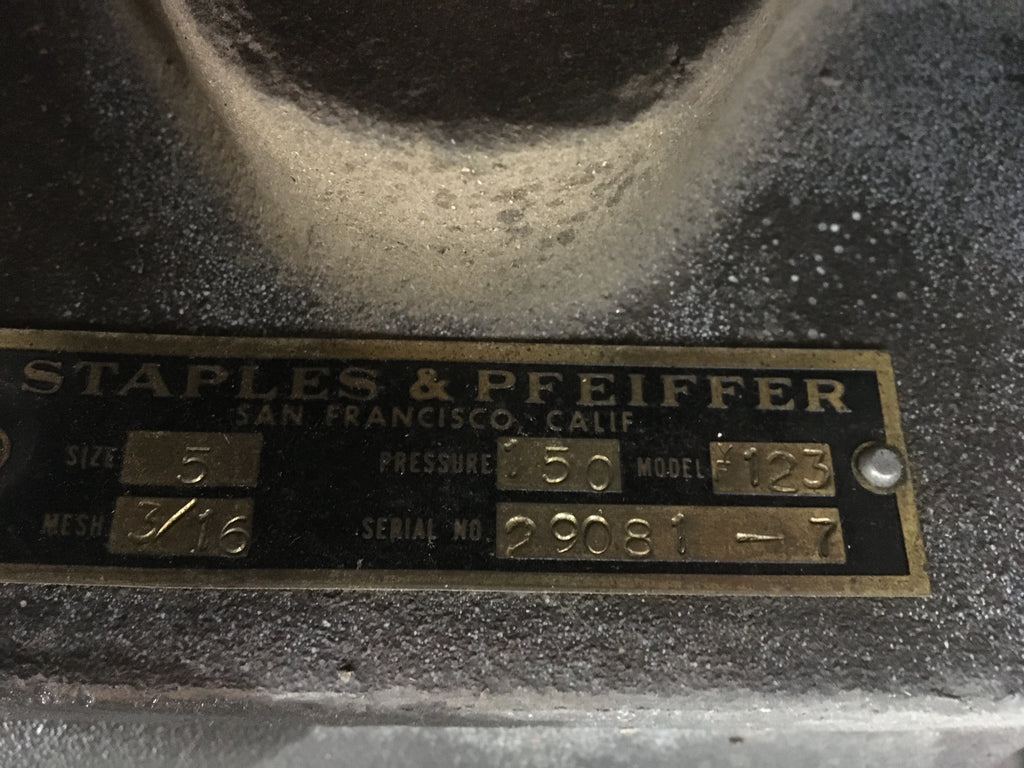 STAPLES & PFEIFFER
SAN FRANCISCO, CALIF
SIZE 5 PRESSURE 150 MODEL 123
MESH 3/16 SERIAL NO. 29081-7